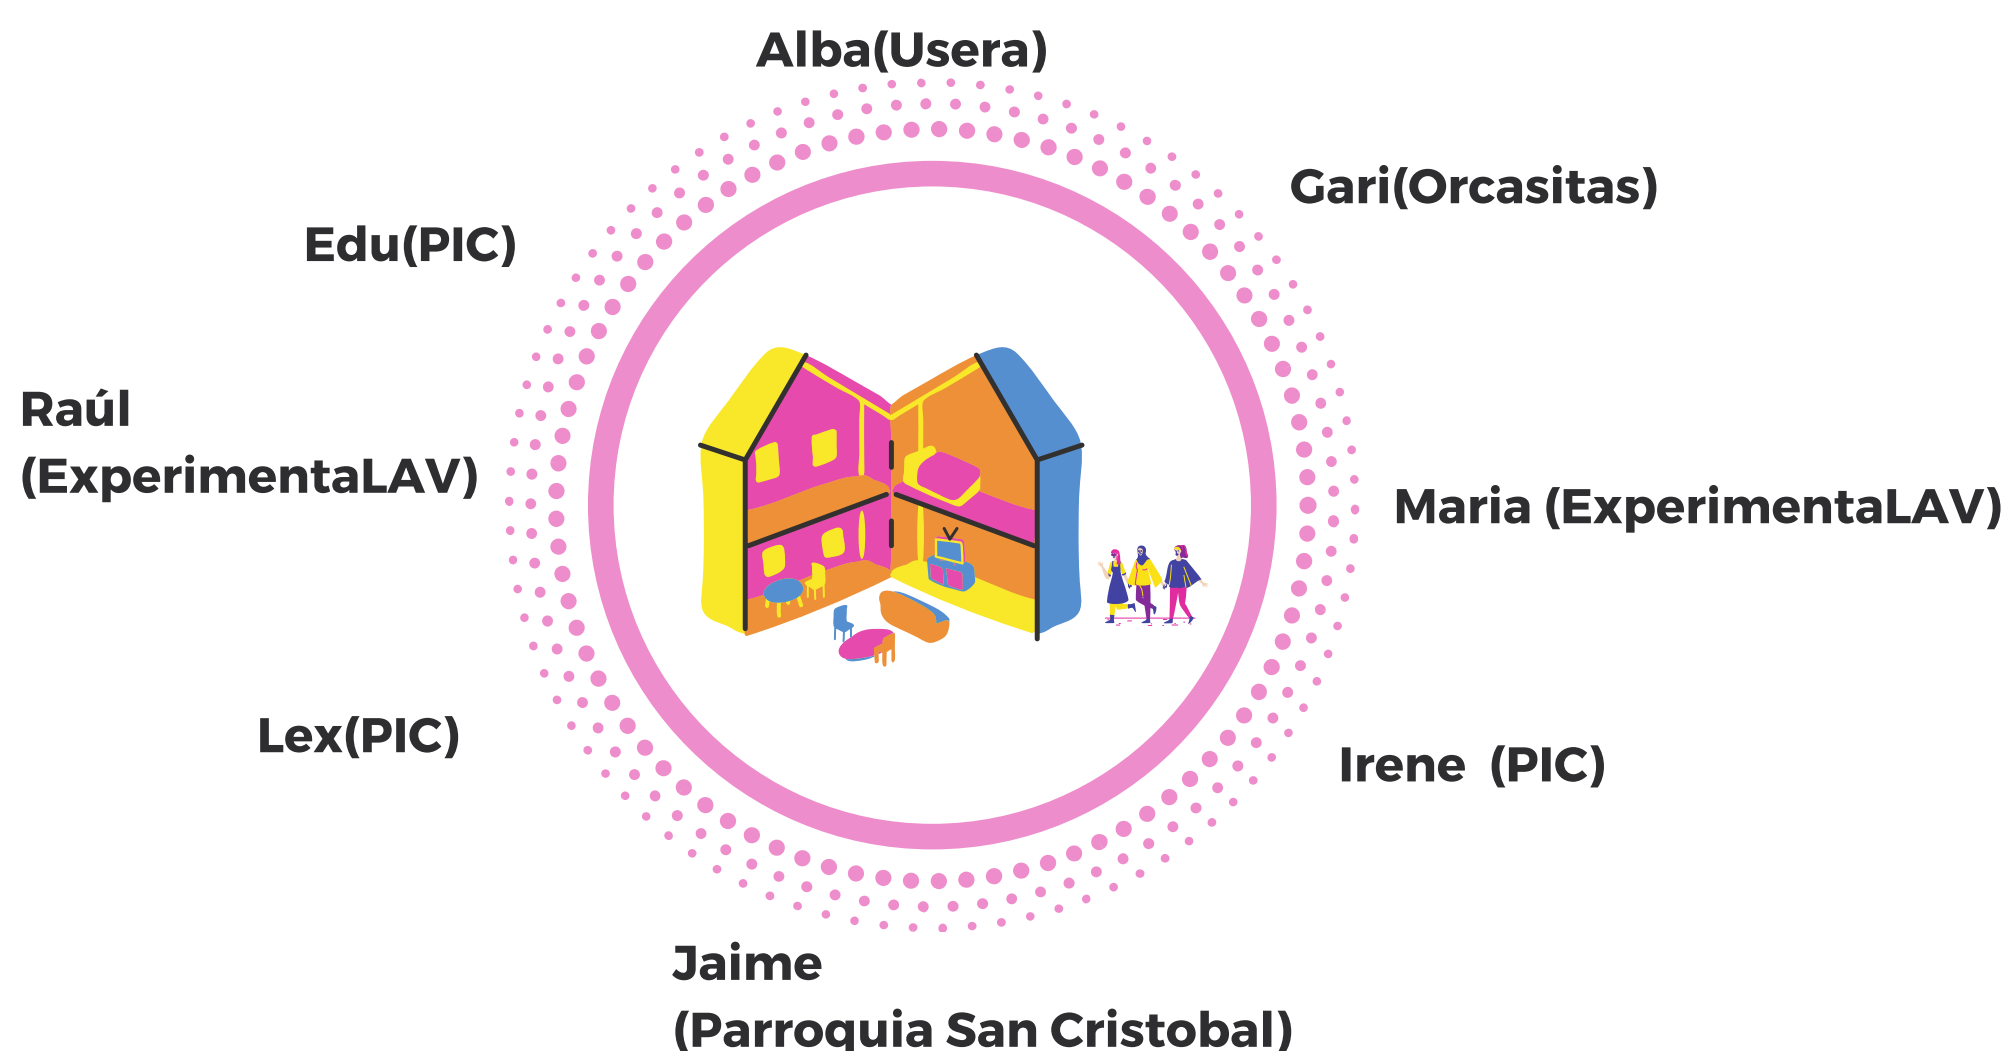 Alba(Usera)
Gari(Orcasitas)
Edu(PIC)
Raúl
(ExperimentaLAV)
Maria (ExperimentaLAV)
Lex(PIC)
Irene (PIC)
Jaime
(Parroquia San Cristobal)